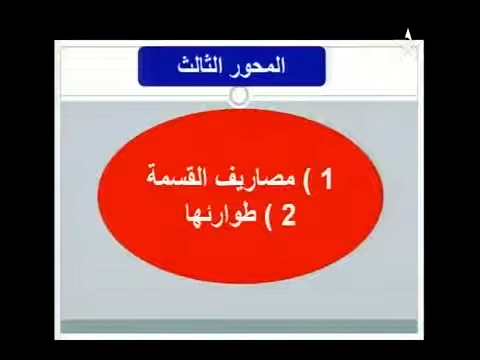 المحور الثالث
1 ) مصاريف القسمة
2 ) طوارئها